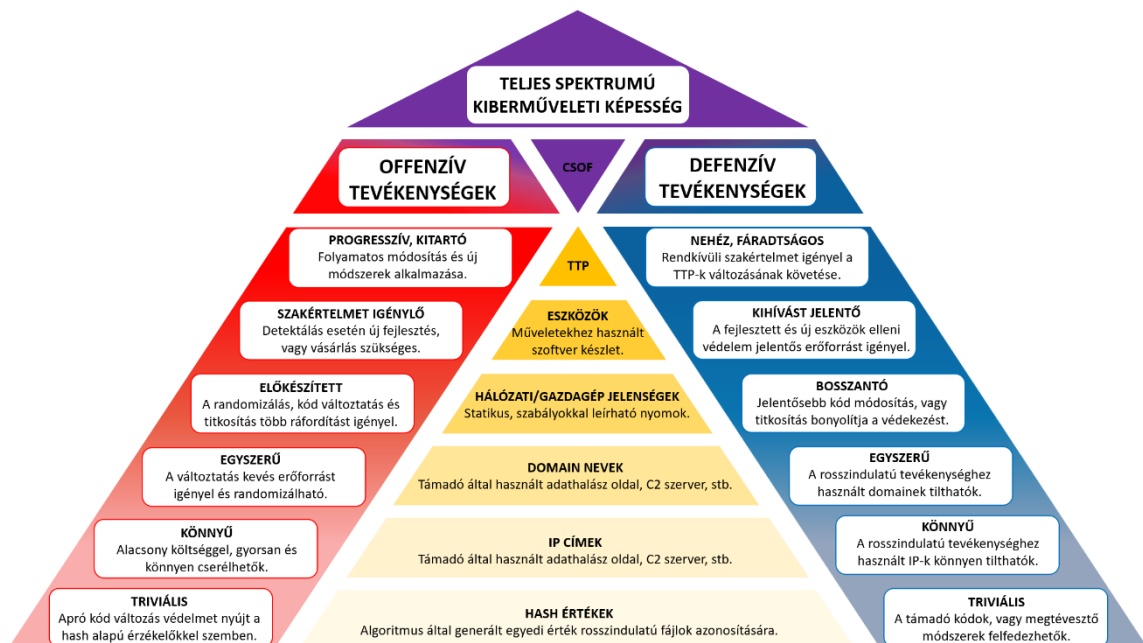 TELJES SPEKTRUMÚ
KIBERMŰVELETI KÉPESSÉG
OFFENZÍV
TEVÉKENYSÉGEK
CSOF
DEFENZÍV
TEVÉKENYSÉGEK
PROGRESSZÍV, KITARTÓ
Folyamatos módosítás és új
módszerek alkalmazása.
TTP
NEHÉZ, FÁRADTSÁGOS
Rendkívüli szakértelmet igényel a
TTP-k változásának követése.
SZAKÉRTELMET IGÉNYLŐ
Detektálás esetén új fejlesztés,
vagy vásárlás szükséges.
ESZKÖZÖK
Műveletekhez használt
szoftver készlet.
KIHÍVÁST JELENTŐ
A fejlesztett és új eszközök elleni
védelem jelentős erőforrást igényel.
ELŐKÉSZÍTETT
A randomizálás, kód változtatás és
titkosítás több ráfordítást igényel.
HÁLÓZATI/GAZDAGÉP JELENSÉGEK
Statikus, szabályokkal leírható nyomok.
BOSSZANTÓ
Jelentősebb kód módosítás, vagy
titkosítás bonyolítja a védekezést.
EGYSZERŰ
A változtatás kevés erőforrást
igényel és randomizálható.
DOMAIN NEVEK
Támadó által használt adathalász oldal, C2 szerver, stb.
EGYSZERŰ
A rosszindulatú tevékenységhez
használt domainek tilthatók.
KÖNNYŰ
Alacsony költséggel, gyorsan és
könnyen cserélhetők.
IP CÍMEK
Támadó által használt adathalász oldal, C2 szerver, stb.
KÖNNYŰ
A rosszindulatú tevékenységhez
használt IP-k könnyen tilthatók.
TRIVIÁLIS
Apró kód változás védelmet nyújt a
hash alapú érzékelőkkel szemben.
HASH ÉRTÉKEK
Algoritmus által generált egyedi érték rosszindulatú fájlok azonosítására.
TRIVIÁLIS
A támadó kódok, vagy megtévesztő
módszerek felfedezhetők.